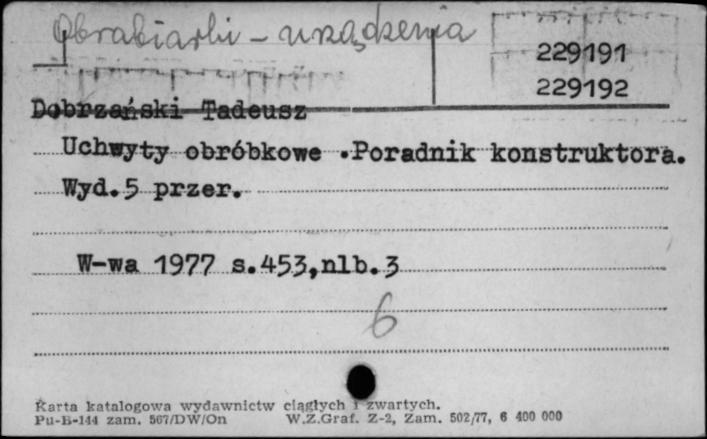 Obrabiarki - urządzenia
229191
229192
Dobrzański Tadeusz
Uchwyty obróbkowe .Poradnik konstruktora.
Wyd.5 przer.
W-wa 1977 s.453,nlb.3
6
Karta katalogowa wydawnictw ciągłych i zwartych.
Pu-B-144 zam. 567/DW/On W.Z.Graf. Z-2, Zam. 502/77, 6 400 000